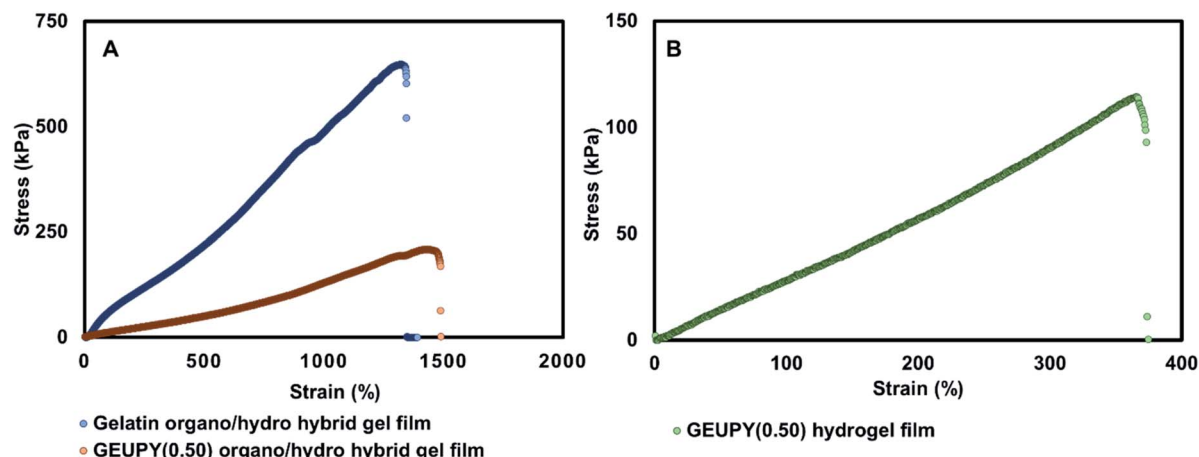 A
Stress (kPa)
750
500
250
0
0 500 1000 1500 2000
Strain (%)
Gelatin organo/hydro hybrid gel film
GEUPY(0.50) organo/hydro hybrid gel film
B
Stress (kPa)
150
100
50
0
0 100 200 300 400
Strain (%)
GEUPY(0.50) hydrogel film